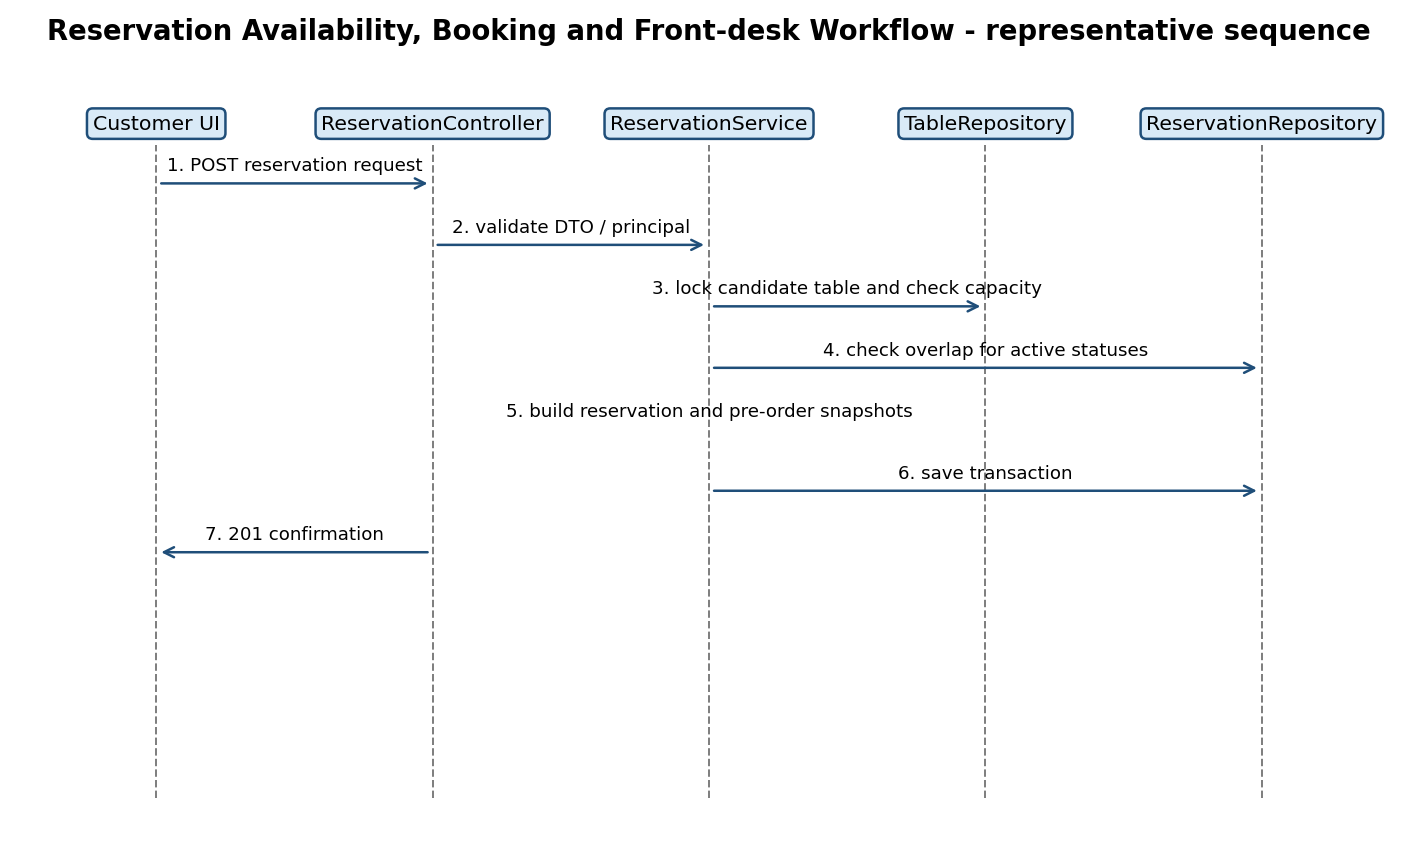 Reservation Availability, Booking and Front-desk Workflow - representative sequence
Customer UI
ReservationController
ReservationService
TableRepository
ReservationRepository
1. POST reservation request
2. validate DTO / principal
3. lock candidate table and check capacity
4. check overlap for active statuses
5. build reservation and pre-order snapshots
6. save transaction
7. 201 confirmation